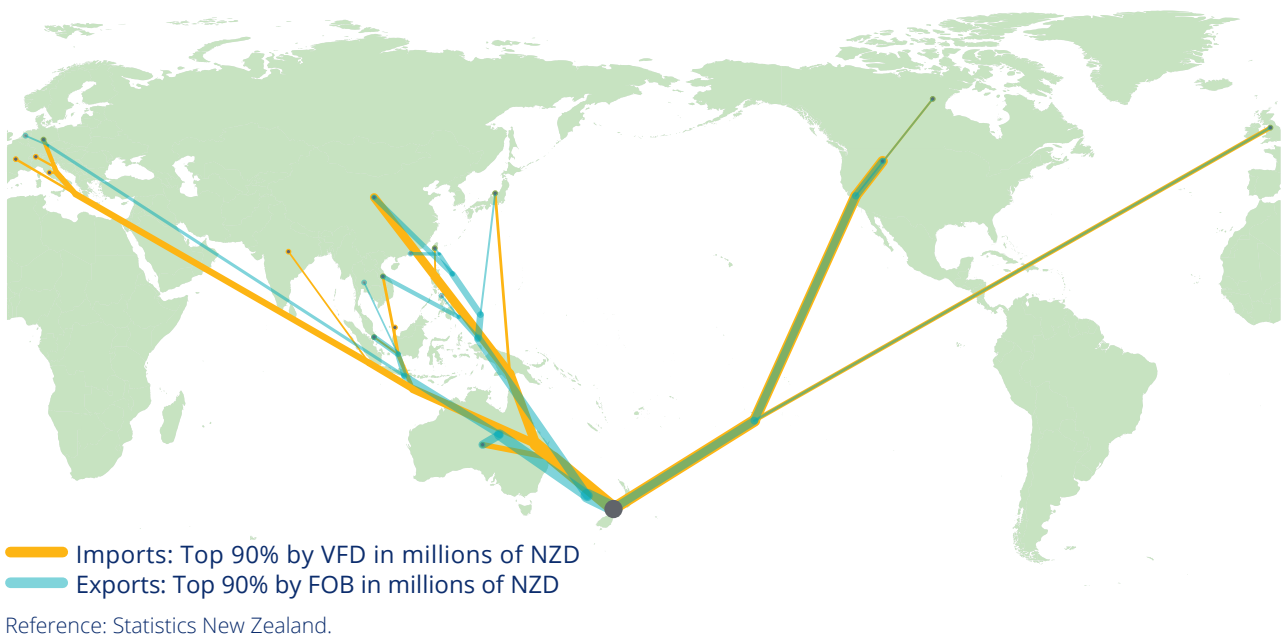 Imports: Top 90% by VFD in millions of NZD
Exports: Top 90% by FOB in millions of NZD
Reference: Statistics New Zealand.